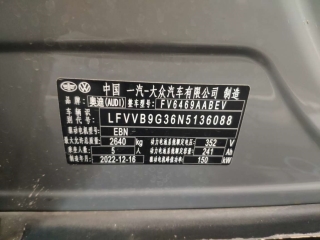 中国 一汽-大众汽车有限公司 制造
品牌 奥迪(AUDI) 整车型号 FV6469AABEV
LFVVB9G36N5136088
驱动电机型号 EBN
最大允许总质量 2640 kg 动力电池系统额定电压 352 V
乘坐人数 5 人 动力电池系统额定容量 241 Ah
制造年月 2022-12-16 驱动电机峰值功率 150 kW